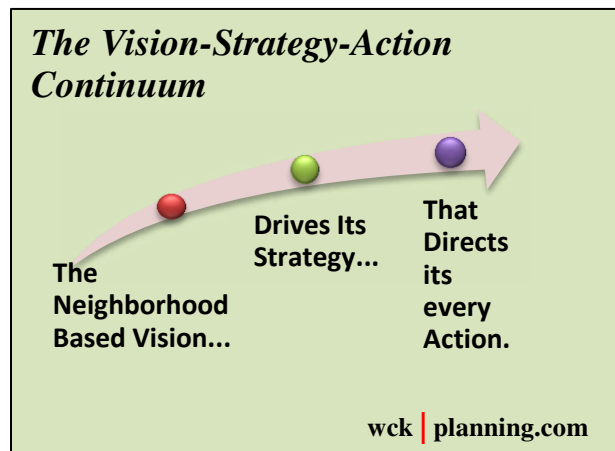 The Vision-Strategy-Action
Continuum
The
Neighborhood
Based Vision...
Drives Its
Strategy...
That
Directs
its
every
Action.
wck | planning.com